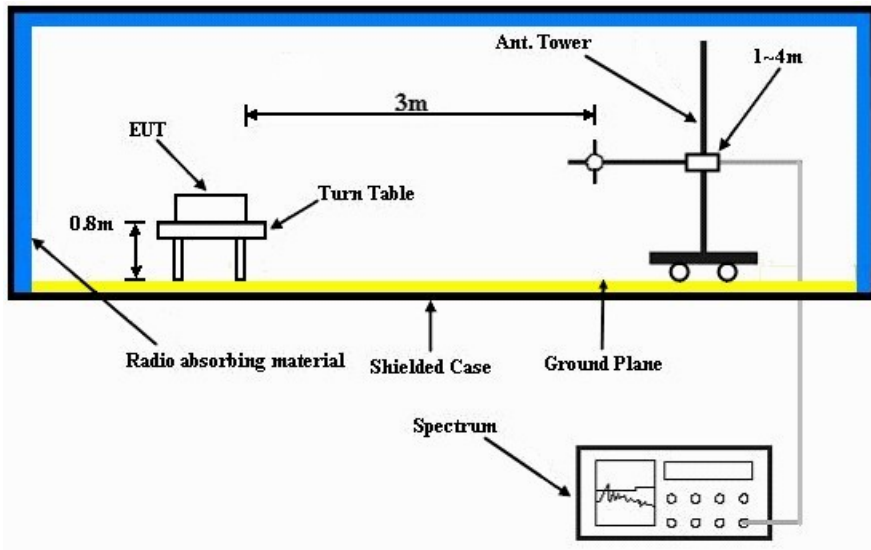 Ant. Tower
1~4m
3m
EUT
Turn Table
0.8m
Radio absorbing material
Shielded Case
Ground Plane
Spectrum